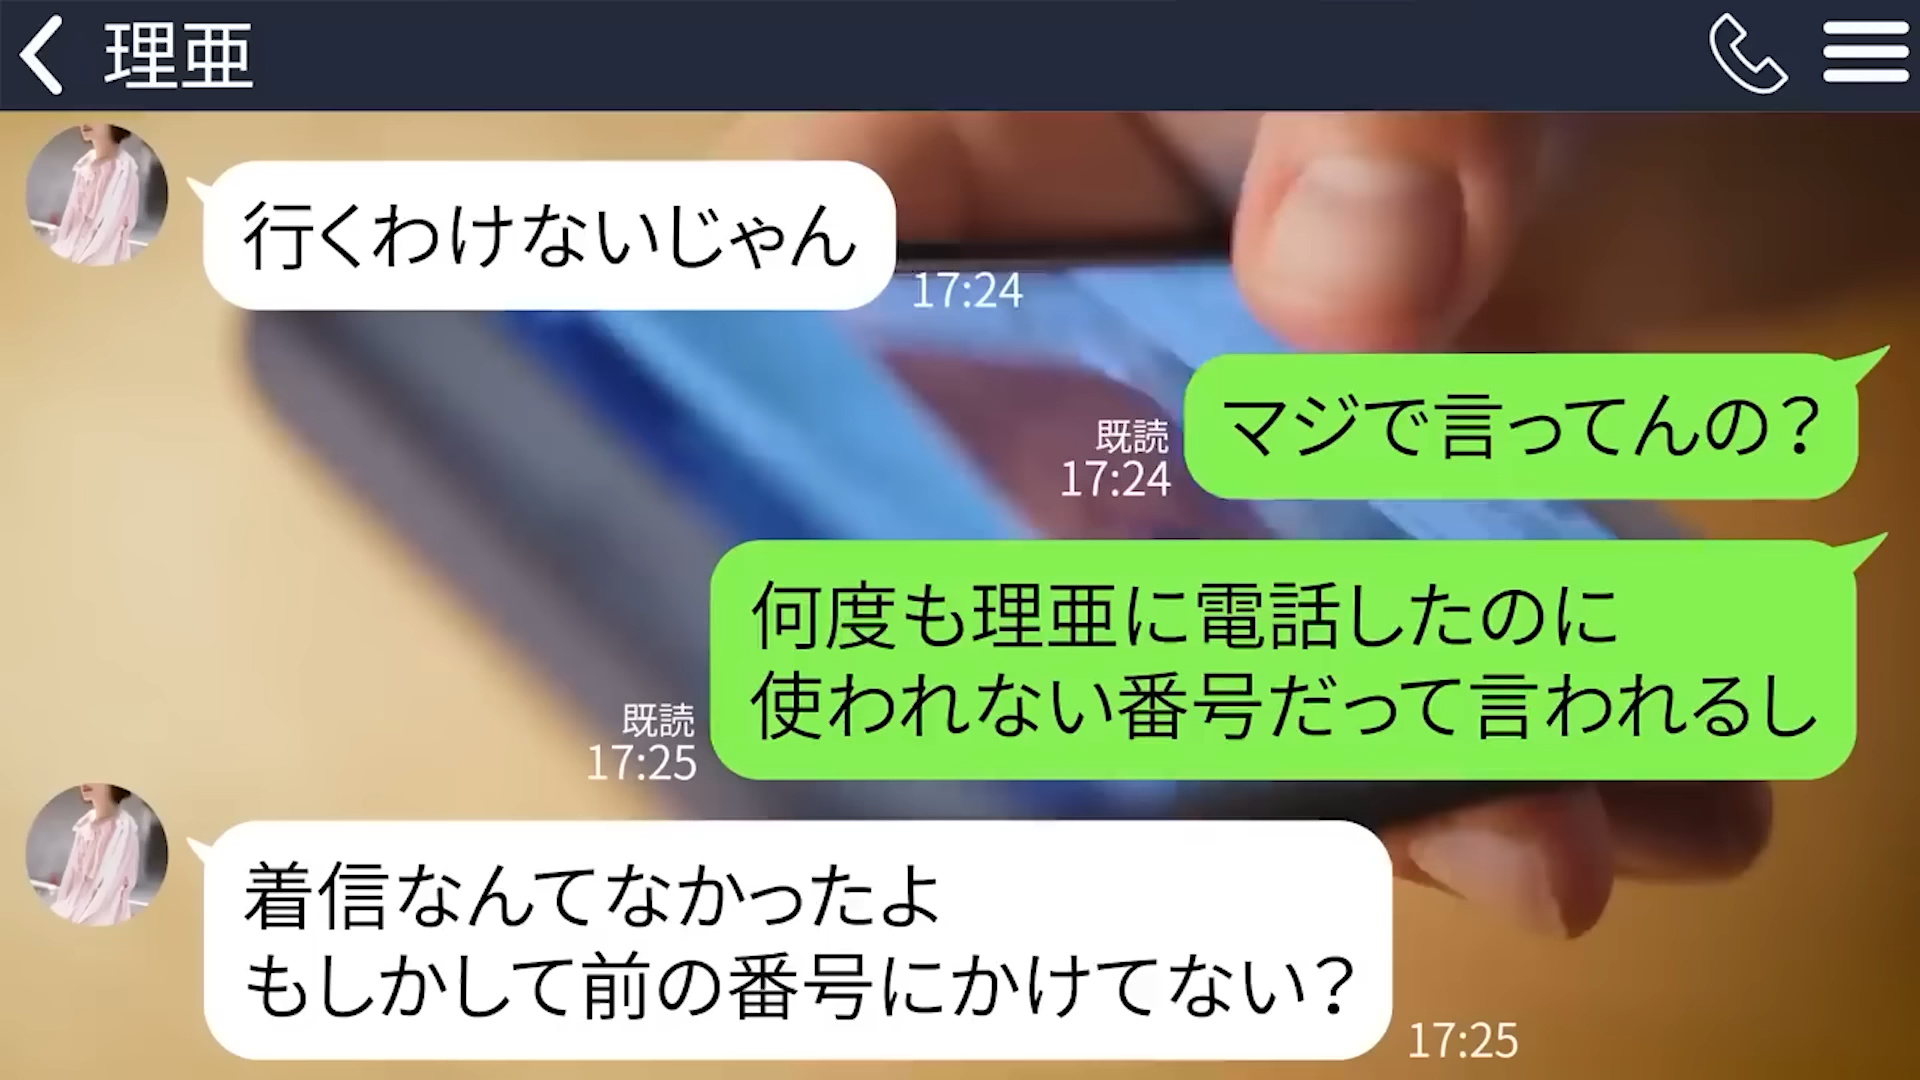 理亜
行くわけないじゃん
17:24
マジで言ってんの？
既読
17:24
何度も理亜に電話したのに
使われない番号だって言われるし
既読
17:25
着信なんてなかったよ
もしかして前の番号にかけてない？
17:25